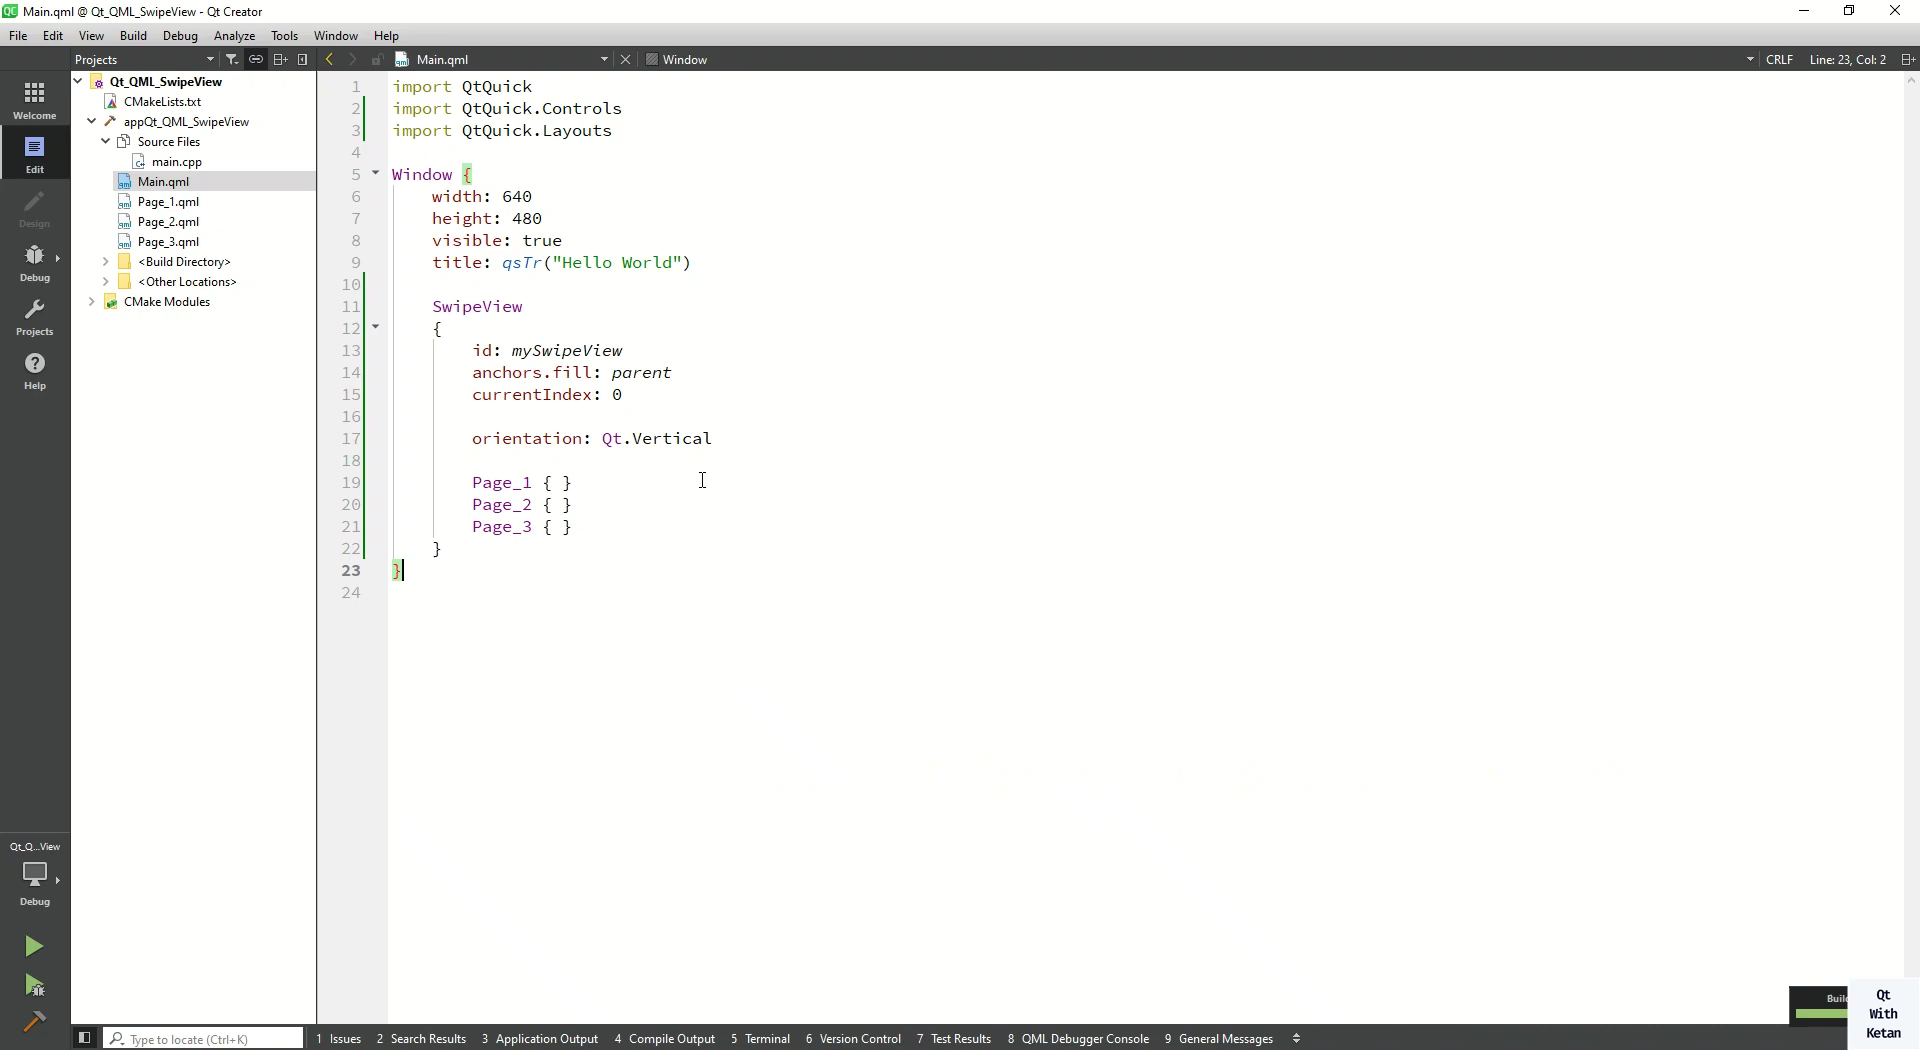 Main.qml @ Qt_QML_SwipeView - Qt Creator
File Edit View Build Debug Analyze Tools Window Help
Projects
Main.qml
Window
CRLF
Line: 23, Col: 2
Welcome
Edit
Design
Debug
Projects
Help
Qt_QML_SwipeView
CMakeLists.txt
appQt_QML_SwipeView
Source Files
main.cpp
Main.qml
Page_1.qml
Page_2.qml
Page_3.qml
<Build Directory>
<Other Locations>
CMake Modules
1 import QtQuick
2 import QtQuick.Controls
3 import QtQuick.Layouts
4
5 Window {
6 width: 640
7 height: 480
8 visible: true
9 title: qsTr("Hello World")
10
11 SwipeView
12 {
13 id: mySwipeView
14 anchors.fill: parent
15 currentIndex: 0
16
17 orientation: Qt.Vertical
18
19 Page_1 { }
20 Page_2 { }
21 Page_3 { }
22 }
23 }
24
Qt_Q...View
Debug
Type to locate (Ctrl+K)
1 Issues 2 Search Results 3 Application Output 4 Compile Output 5 Terminal 6 Version Control 7 Test Results 8 QML Debugger Console 9 General Messages
Qt
With
Ketan